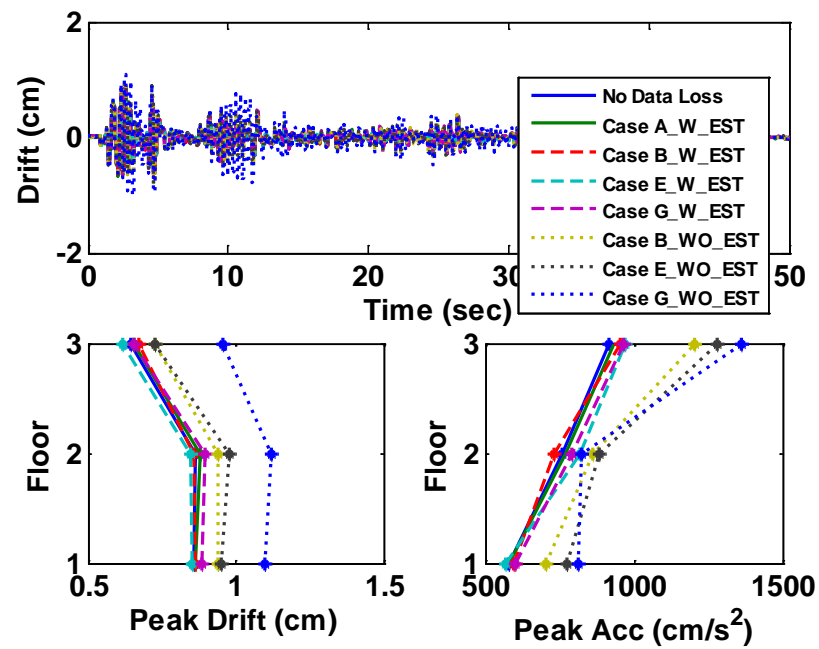 2
1
0
-2
Drift (cm)
0 10 20 30 50
Time (sec)
No Data Loss
Case A_W_EST
Case B_W_EST
Case E_W_EST
Case G_W_EST
Case B_WO_EST
Case E_WO_EST
Case G_WO_EST
3
2
1
Floor
0.5 1 1.5
Peak Drift (cm)
3
2
1
Floor
500 1000 1500
Peak Acc (cm/s²)